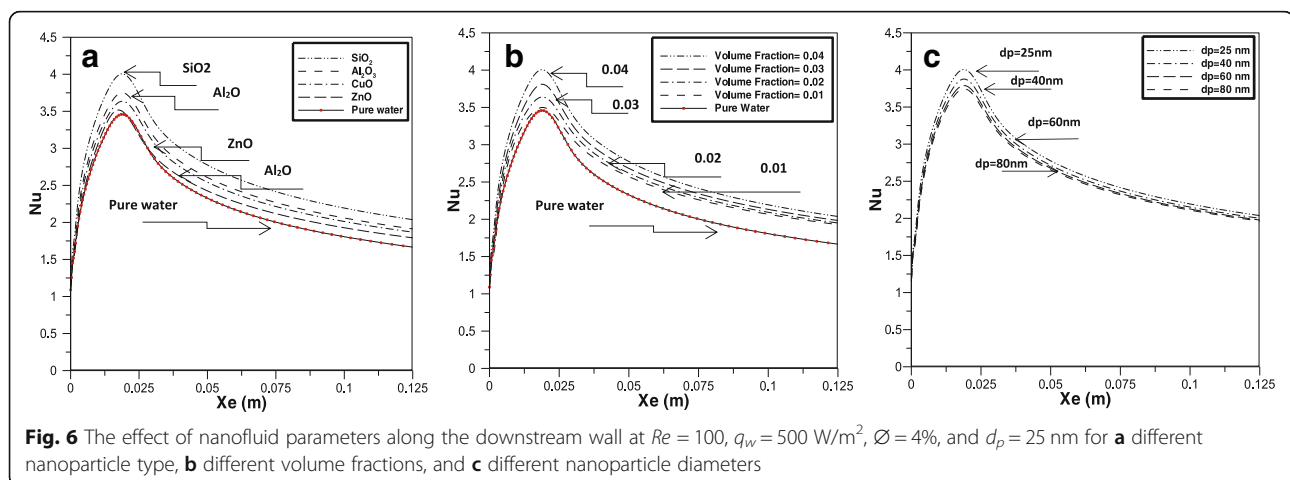 a
SiO₂
Al₂O₃
CuO
ZnO
Pure water
SiO2
Al₂O
ZnO
Al₂O
Pure water
Nu
4.5
4
3.5
3
2.5
2
1.5
1
0.5
0
0
0.025
0.05
0.075
0.1
0.125
Xe (m)
b
Volume Fraction= 0.04
Volume Fraction= 0.03
Volume Fraction= 0.02
Volume Fraction= 0.01
Pure Water
0.04
0.03
0.02
0.01
Pure water
Nu
4.5
4
3.5
3
2.5
2
1.5
1
0.5
0
0
0.025
0.05
0.075
0.1
0.125
Xe (m)
c
dp=25 nm
dp=40 nm
dp=60 nm
dp=80 nm
dp=25nm
dp=40nm
dp=60nm
dp=80nm
Nu
4.5
4
3.5
3
2.5
2
1.5
1
0.5
0
0
0.025
0.05
0.075
0.1
0.125
Xe (m)
Fig. 6 The effect of nanofluid parameters along the downstream wall at Re = 100, q_w = 500 W/m², Ø = 4%, and d_p = 25 nm for a different
nanoparticle type, b different volume fractions, and c different nanoparticle diameters